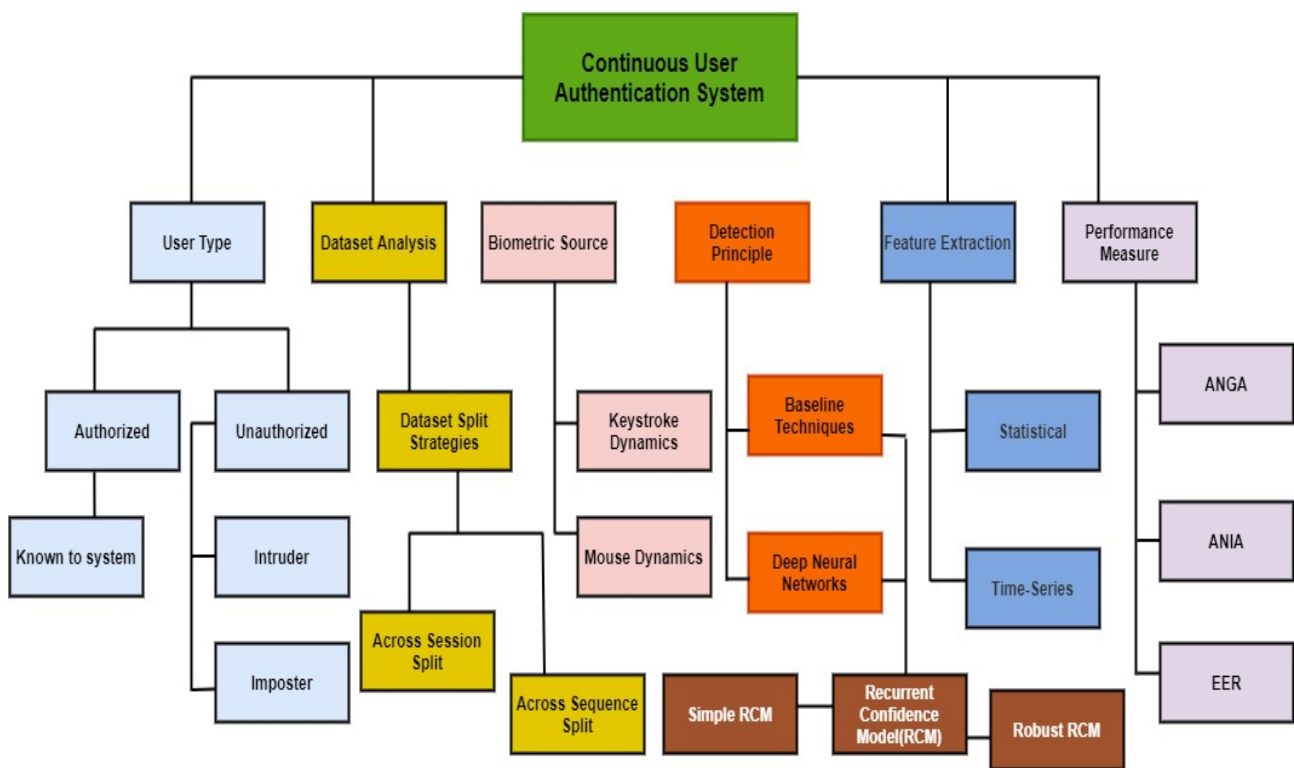 Continuous User
Authentication System
User Type
Dataset Analysis
Biometric Source
Detection
Principle
Feature Extraction
Performance
Measure
Authorized
Unauthorized
Dataset Split
Strategies
Keystroke
Dynamics
Baseline
Techniques
Statistical
ANGA
Known to system
Intruder
Mouse Dynamics
Deep Neural
Networks
Time-Series
ANIA
Imposter
Across Session
Split
Across Sequence
Split
Simple RCM
Recurrent
Confidence
Model(RCM)
Robust RCM
EER